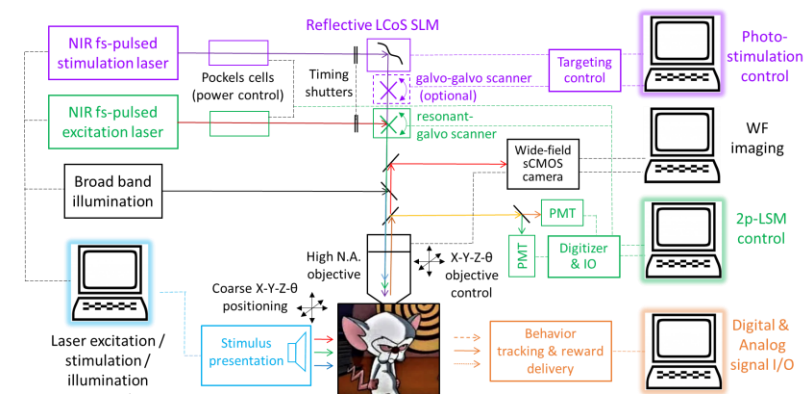 Reflective LCoS SLM
NIR fs-pulsed
stimulation laser
Pockels cells
(power control)
Timing
shutters
galvo-galvo scanner
(optional)
Targeting
control
Photo-
stimulation
control
NIR fs-pulsed
excitation laser
resonant-
galvo scanner
Wide-field
sCMOS
camera
WF
imaging
Broad band
illumination
PMT
PMT
Digitizer
& IO
2p-LSM
control
High N.A.
objective
X-Y-Z-θ
objective
control
Coarse X-Y-Z-θ
positioning
Laser excitation /
stimulation /
illumination
Stimulus
presentation
Behavior
tracking & reward
delivery
Digital &
Analog
signal I/O